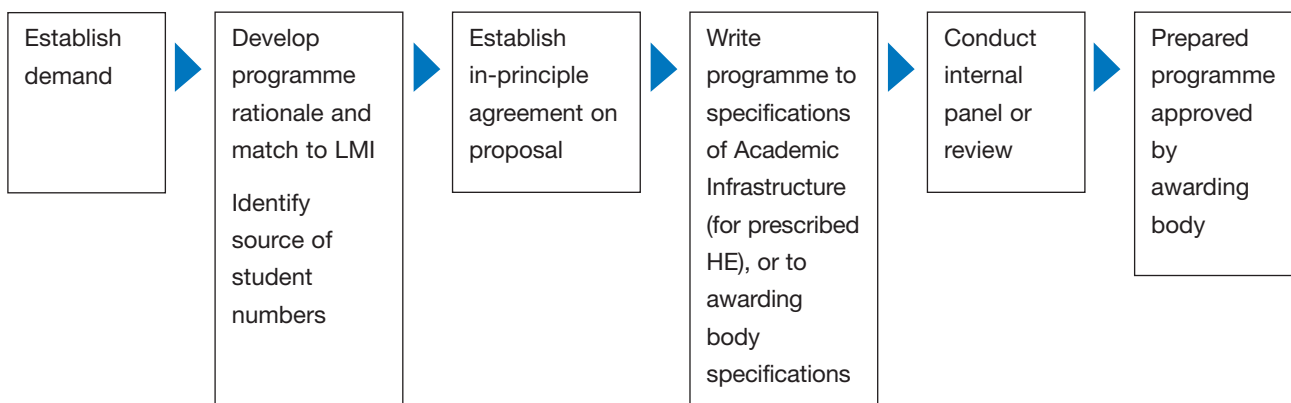 Establish
demand
Develop
programme
rationale and
match to LMI
Identify
source of
student
numbers
Establish
in-principle
agreement on
proposal
Write
programme to
specifications
of Academic
Infrastructure
(for prescribed
HE), or to
awarding
body
specifications
Conduct
internal
panel or
review
Prepared
programme
approved
by
awarding
body